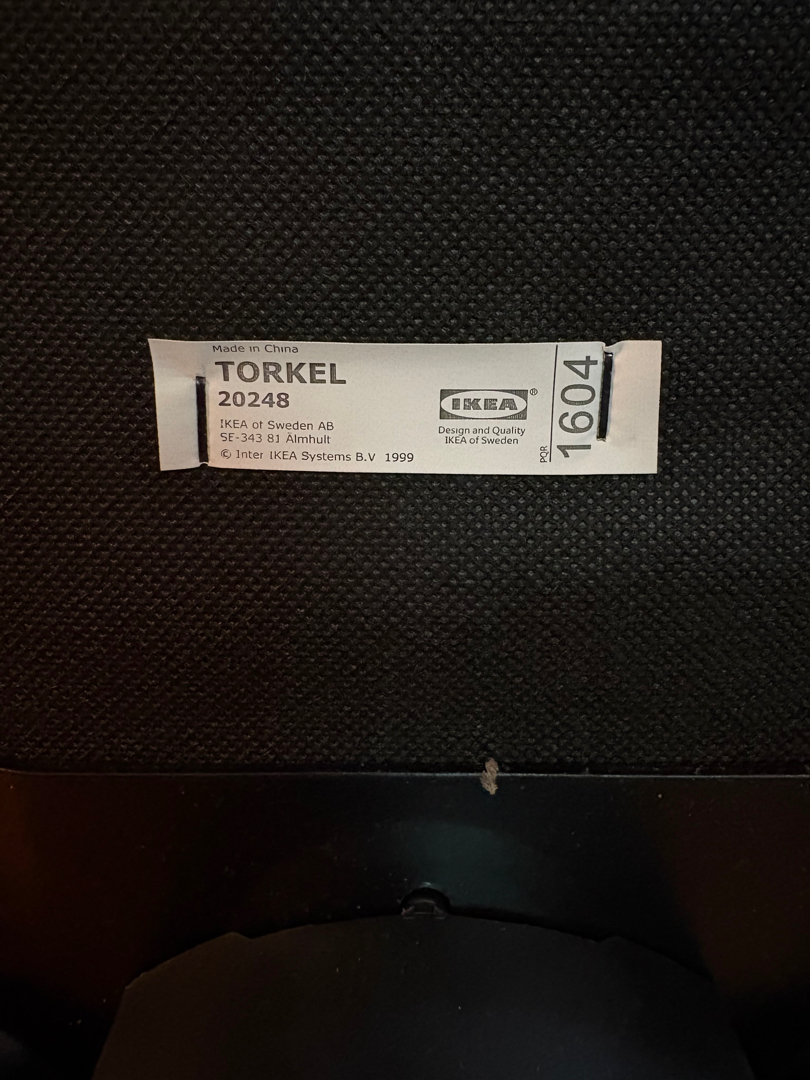 Made in China
TORKEL
20248
IKEA of Sweden AB
SE-343 81 Älmhult
© Inter IKEA Systems B.V 1999
IKEA®
Design and Quality
IKEA of Sweden
PQR
1604